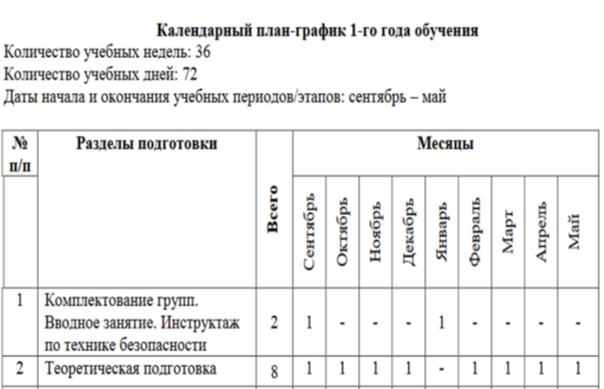 Календарный план-график 1-го года обучения
Количество учебных недель: 36
Количество учебных дней: 72
Даты начала и окончания учебных периодов/этапов: сентябрь – май
№ п/п Разделы подготовки Всего Месяцы
Сентябрь Октябрь Ноябрь Декабрь Январь Февраль Март Апрель Май
1 Комплектование групп.
Вводное занятие. Инструктаж 2 1 - - - 1 - - - -
по технике безопасности
2 Теоретическая подготовка 8 1 1 1 1 - 1 1 1 1